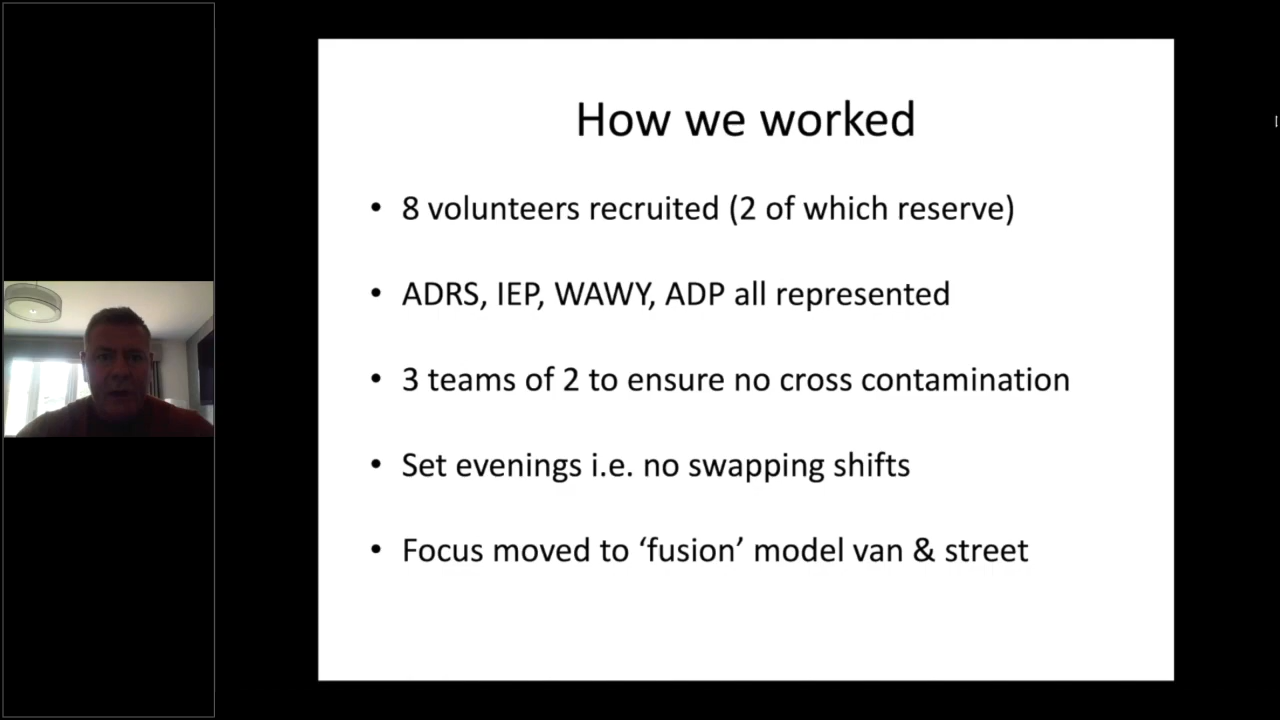 How we worked
• 8 volunteers recruited (2 of which reserve)
• ADRS, IEP, WAWY, ADP all represented
• 3 teams of 2 to ensure no cross contamination
• Set evenings i.e. no swapping shifts
• Focus moved to ‘fusion’ model van & street